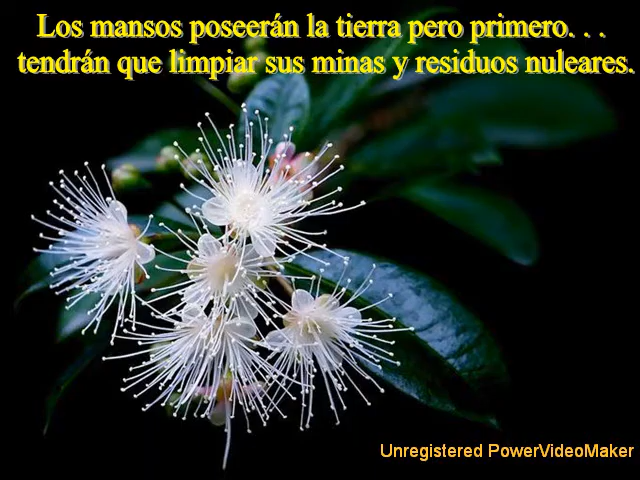 Los mansos poseerán la tierra pero primero. . .
tendrán que limpiar sus minas y residuos nuleares.
Unregistered PowerVideoMaker